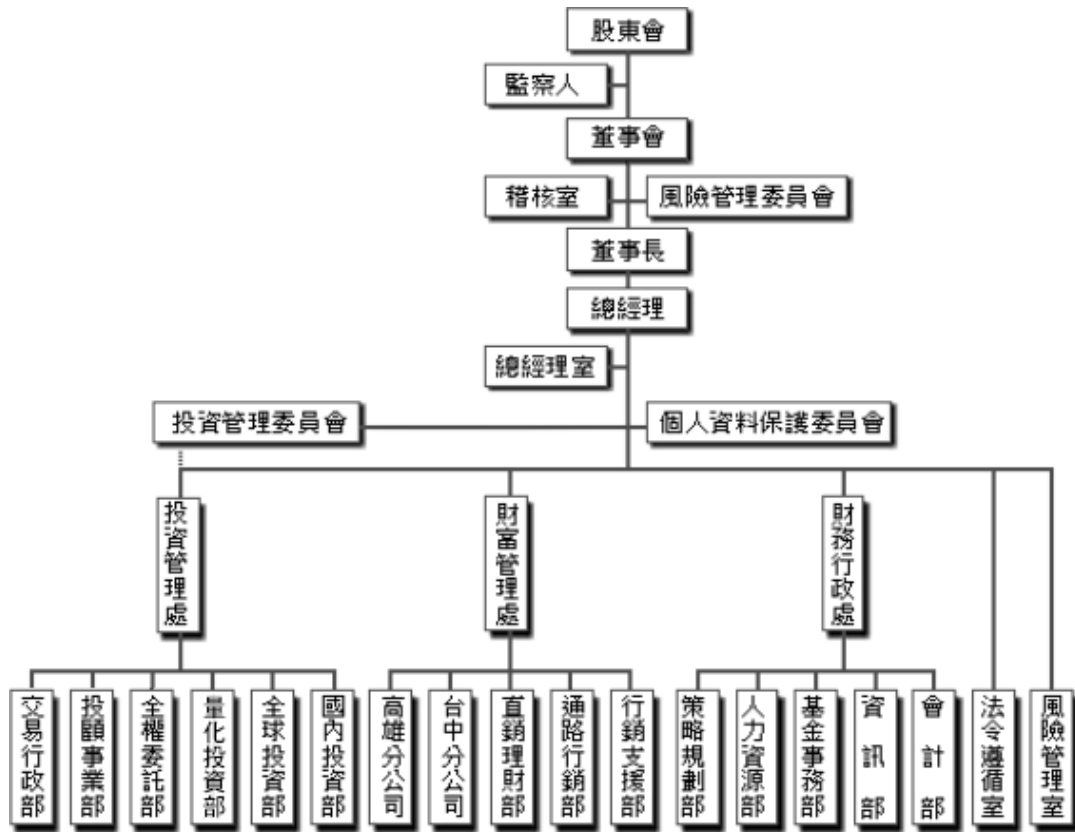 股東會
監察人
董事會
稽核室
風險管理委員會
董事長
總經理
總經理室
投資管理委員會
個人資料保護委員會
投資管理處
財富管理處
財務行政處
交易行政部
投顧事業部
全權委託部
量化投資部
全球投資部
國內投資部
高雄分公司
台中分公司
直銷理財部
通路行銷部
行銷支援部
策略規劃部
人力資源部
基金事務部
資訊部
會計部
法令遵循室
風險管理室